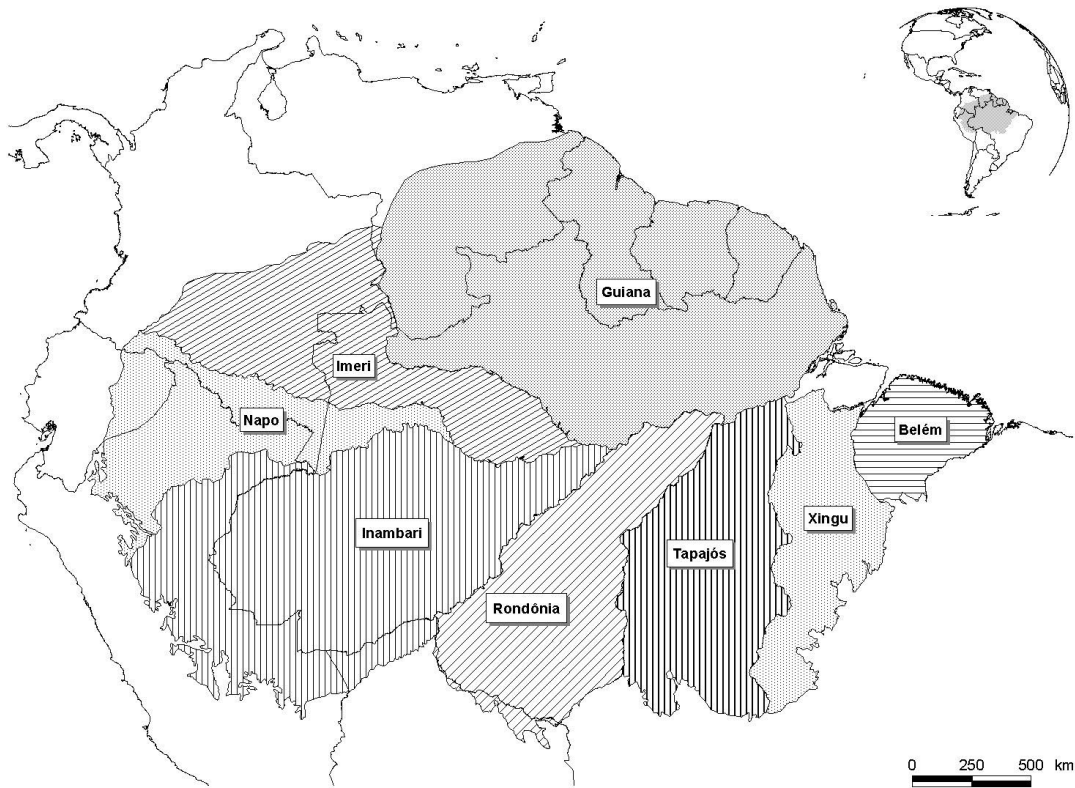 Guiana
Imeri
Napo
Belém
Xingu
Inambari
Tapajós
Rondônia
0 250 500 km